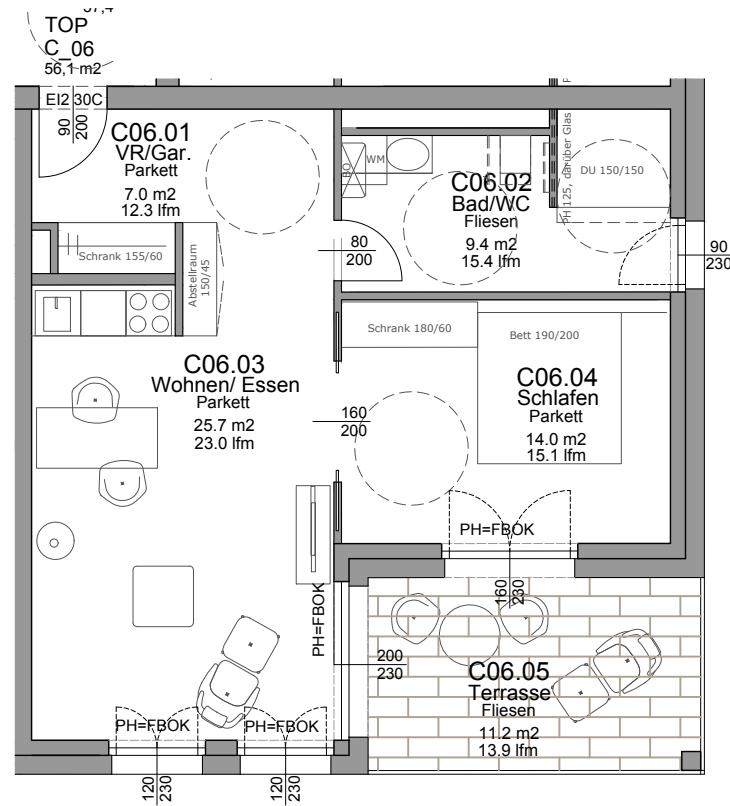 TOP
C_06
56,1 m2
EI2 30C
90
200
C06.01
VR/Gar.
Parkett
7.0 m2
12.3 lfm
Schrank 155/60
Abstellraum
150/45
BO
WM
C06.02
Bad/WC
Fliesen
9.4 m2
15.4 lfm
PH 125, darüber Glas
DU 150/150
80
200
90
230
C06.03
Wohnen/ Essen
Parkett
25.7 m2
23.0 lfm
Schrank 180/60
Bett 190/200
C06.04
Schlafen
Parkett
14.0 m2
15.1 lfm
160
200
PH=FBOK
160
230
PH=FBOK
200
230
C06.05
Terrasse
Fliesen
11.2 m2
13.9 lfm
PH=FBOK
PH=FBOK
120
230
120
230